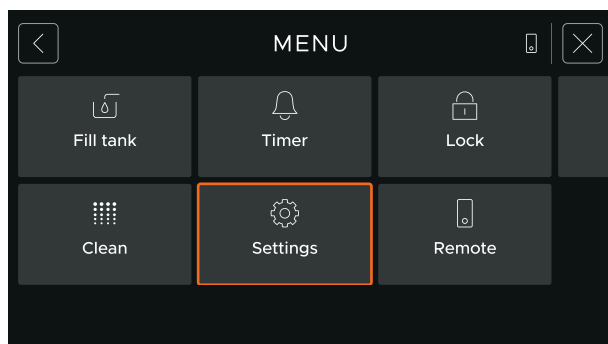 MENU
Fill tank
Timer
Lock
Clean
Settings
Remote